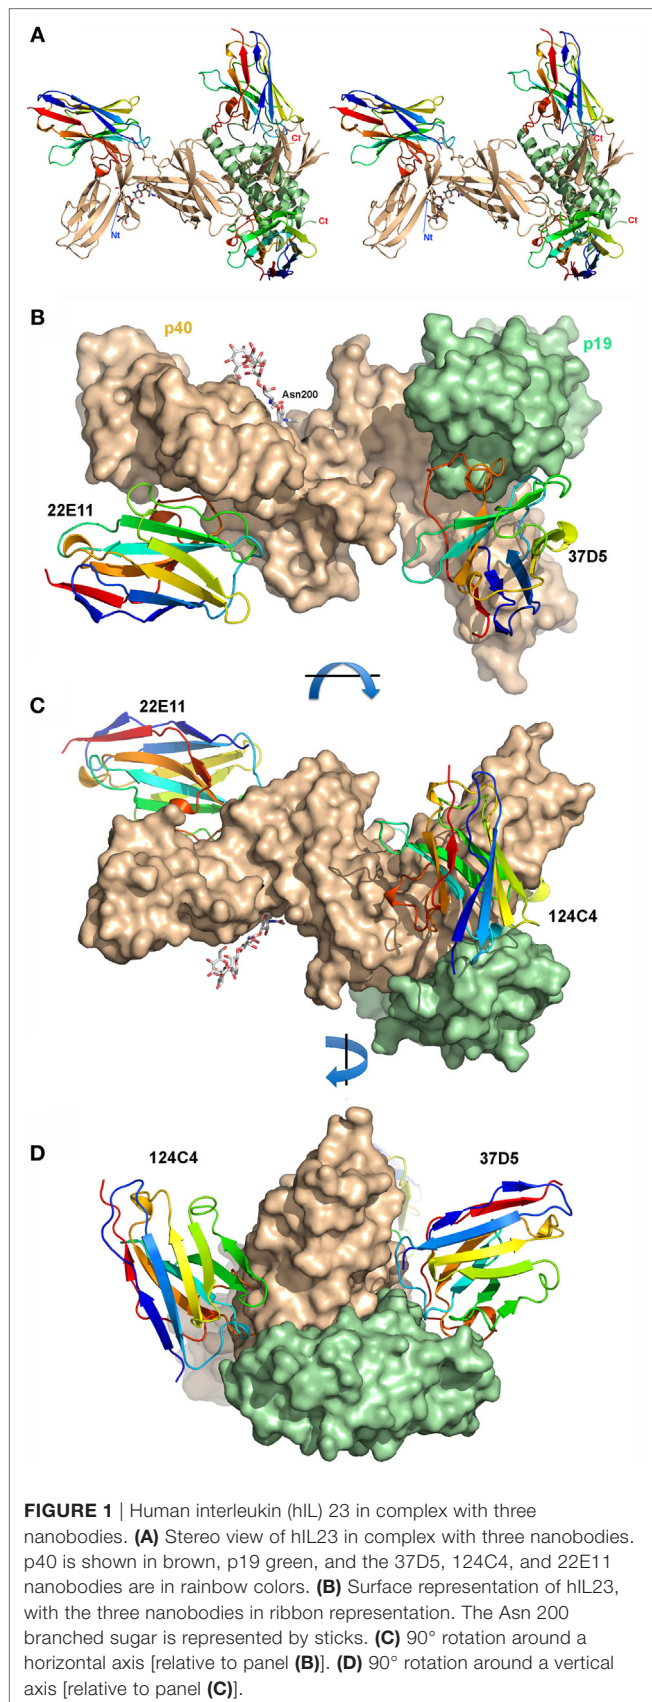 A
Ct
Ct
Nt
Ct
Ct
Nt
B
p40
p19
Asn200
22E11
37D5
C
22E11
124C4
D
124C4
37D5
FIGURE 1 | Human interleukin (hIL) 23 in complex with three
nanobodies. (A) Stereo view of hIL23 in complex with three nanobodies.
p40 is shown in brown, p19 green, and the 37D5, 124C4, and 22E11
nanobodies are in rainbow colors. (B) Surface representation of hIL23,
with the three nanobodies in ribbon representation. The Asn 200
branched sugar is represented by sticks. (C) 90° rotation around a
horizontal axis [relative to panel (B)]. (D) 90° rotation around a vertical
axis [relative to panel (C)].